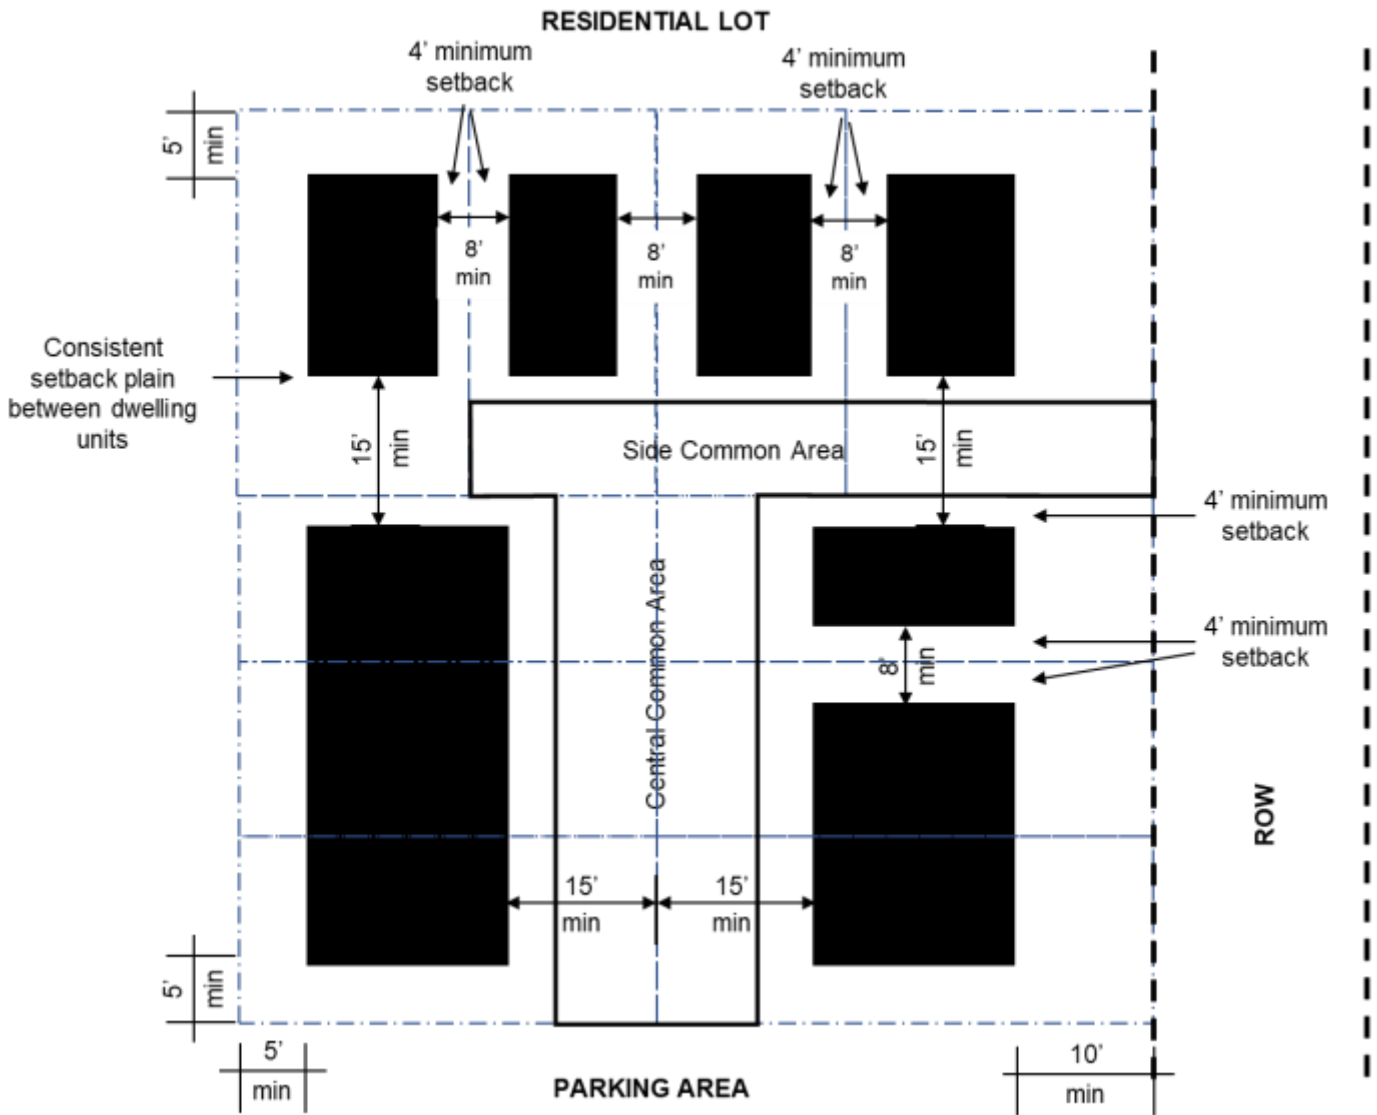 RESIDENTIAL LOT
4’ minimum
setback
4’ minimum
setback
5’
min
8’
min
8’
min
8’
min
Consistent
setback plain
between dwelling
units
15’
min
Side Common Area
15’
min
4’ minimum
setback
Central Common Area
8’
min
4’ minimum
setback
ROW
15’
min
15’
min
5’
min
5’
min
PARKING AREA
10’
min